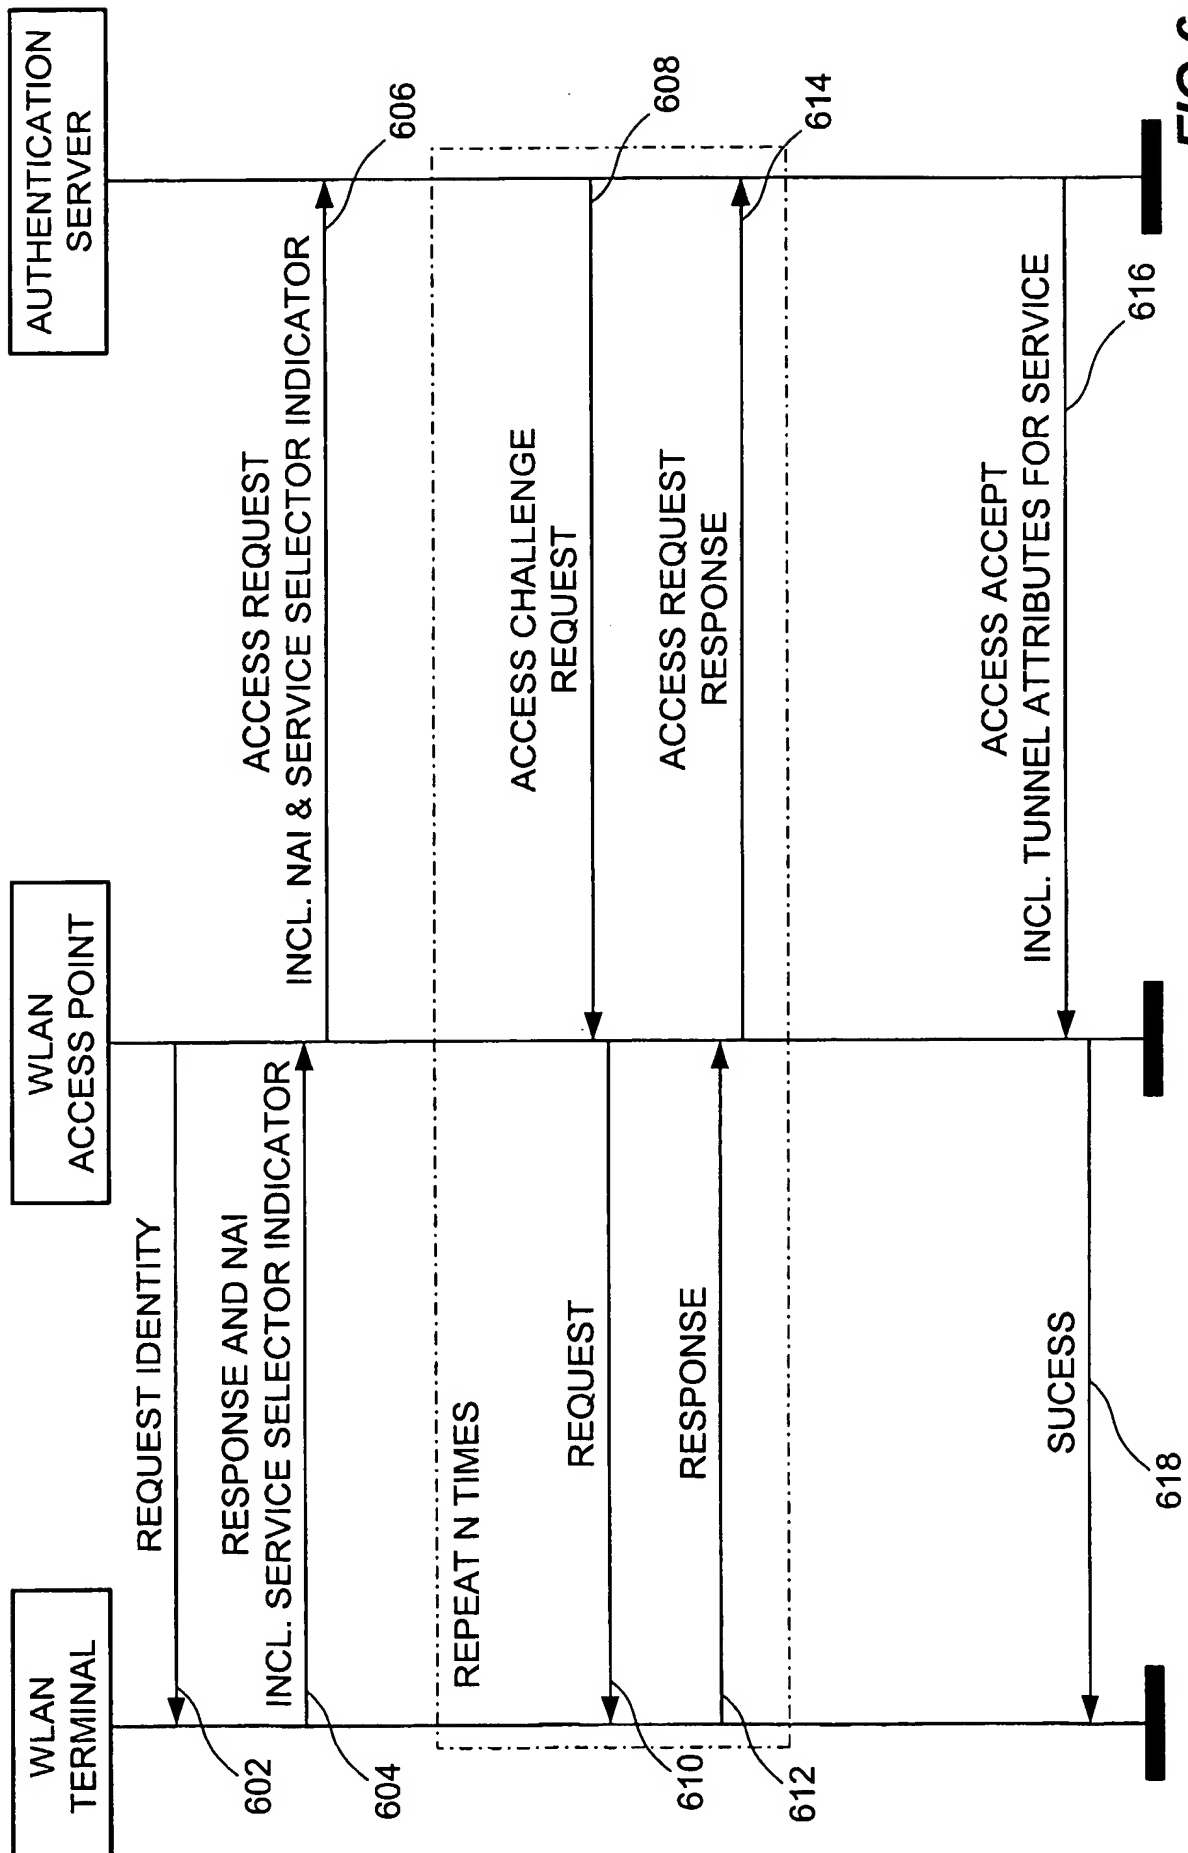 WLAN
TERMINAL
WLAN
ACCESS POINT
AUTHENTICATION
SERVER
REQUEST IDENTITY
602
RESPONSE AND NAI
INCL. SERVICE SELECTOR INDICATOR
604
ACCESS REQUEST
INCL. NAI & SERVICE SELECTOR INDICATOR
606
REPEAT N TIMES
ACCESS CHALLENGE
REQUEST
608
REQUEST
610
RESPONSE
612
ACCESS REQUEST
RESPONSE
614
ACCESS ACCEPT
INCL. TUNNEL ATTRIBUTES FOR SERVICE
616
SUCESS
618